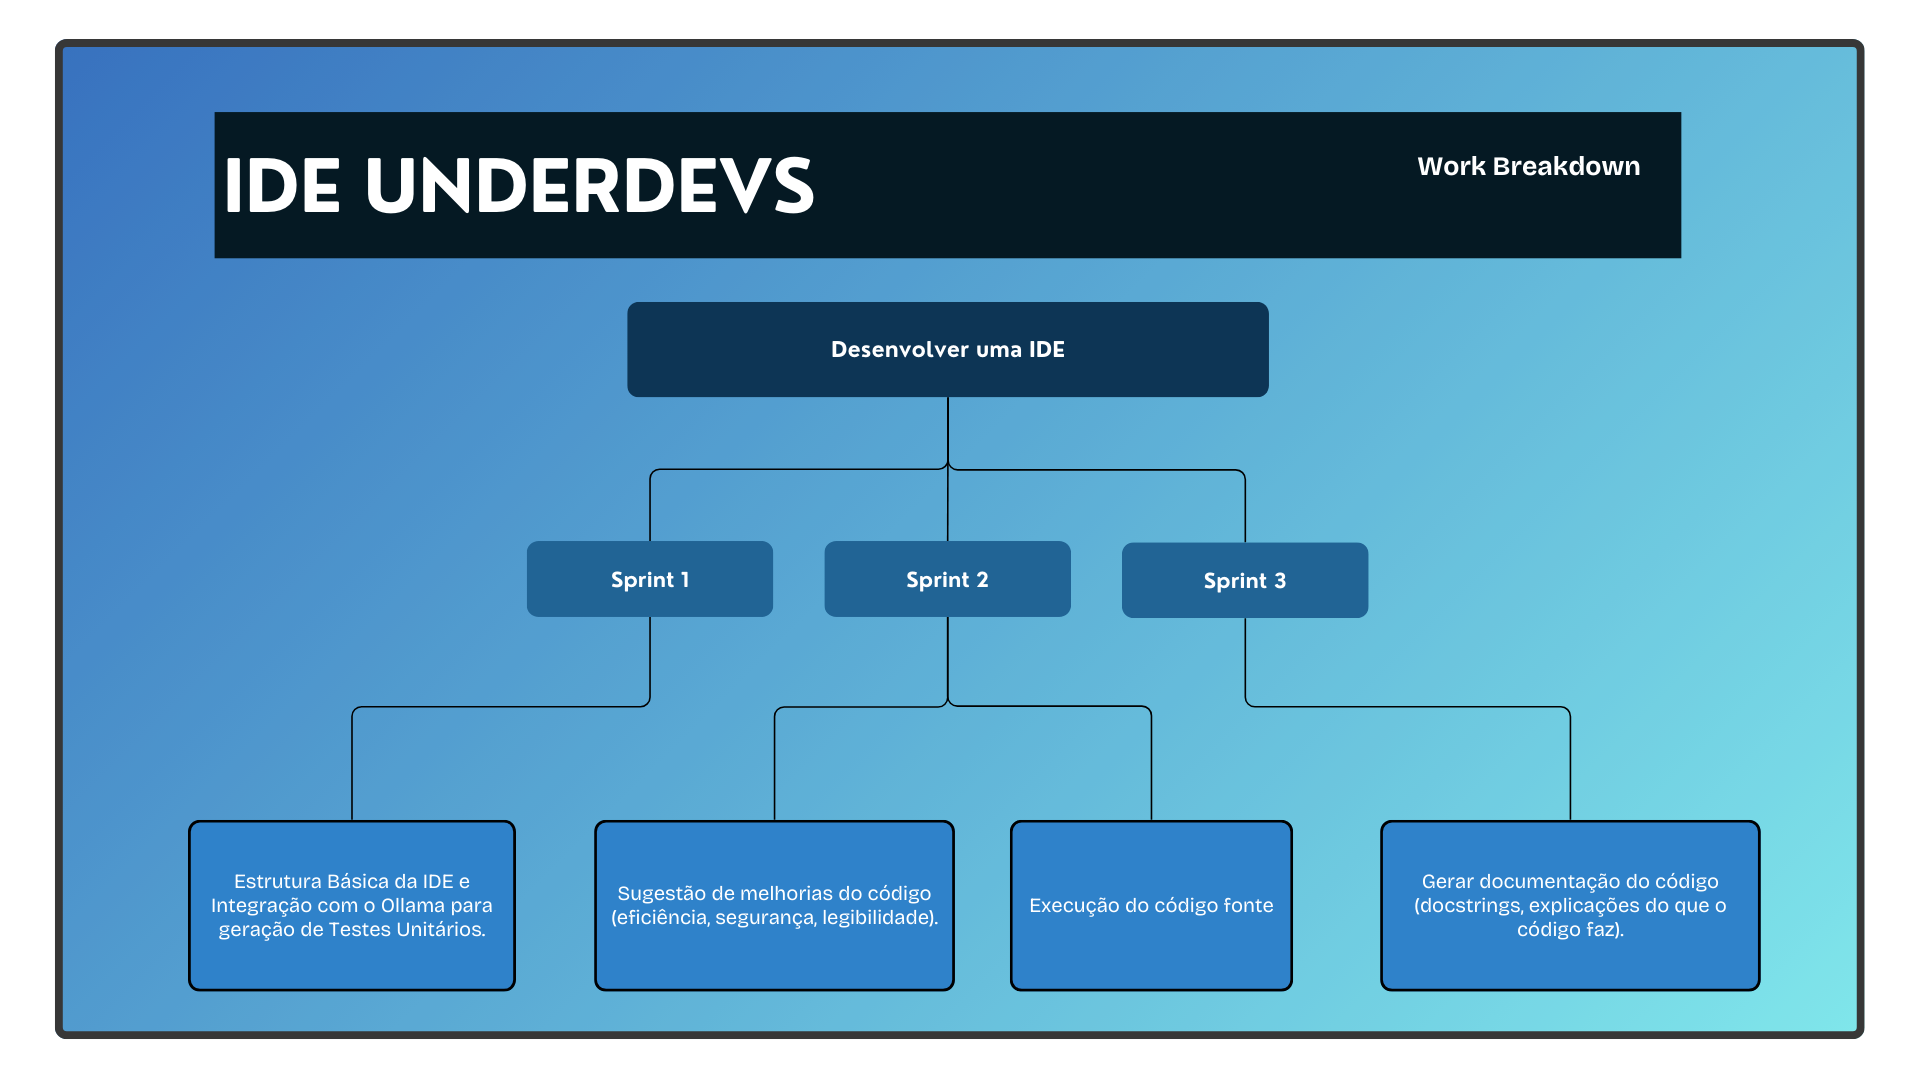 IDE UNDERDEVS
Work Breakdown
Desenvolver uma IDE
Sprint 1
Sprint 2
Sprint 3
Estrutura Básica da IDE e
Integração com o Ollama para
geração de Testes Unitários.
Sugestão de melhorias do código
(eficiência, segurança, legibilidade).
Execução do código fonte
Gerar documentação do código
(docstrings, explicações do que o
código faz).